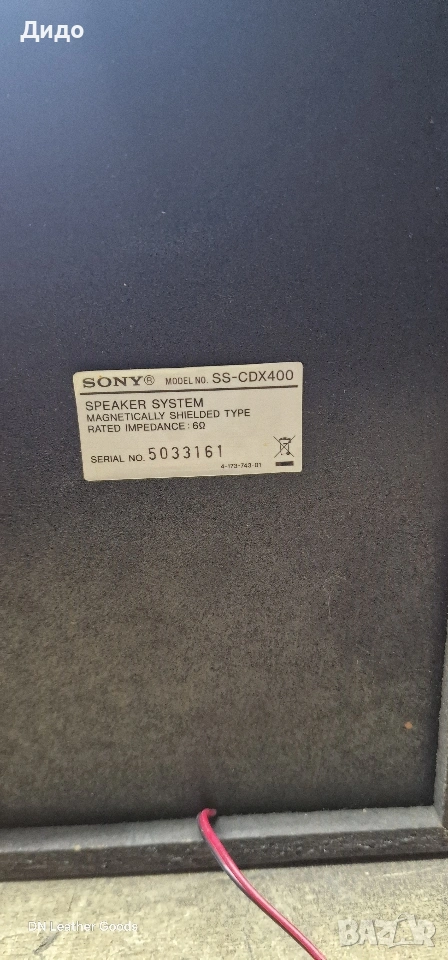 Дидо
SONY® MODEL NO. SS-CDX400
SPEAKER SYSTEM
MAGNETICALLY SHIELDED TYPE
RATED IMPEDANCE : 6Ω
SERIAL NO. 5033161
4-173-743-01
DN Leather Goods
BAZAR